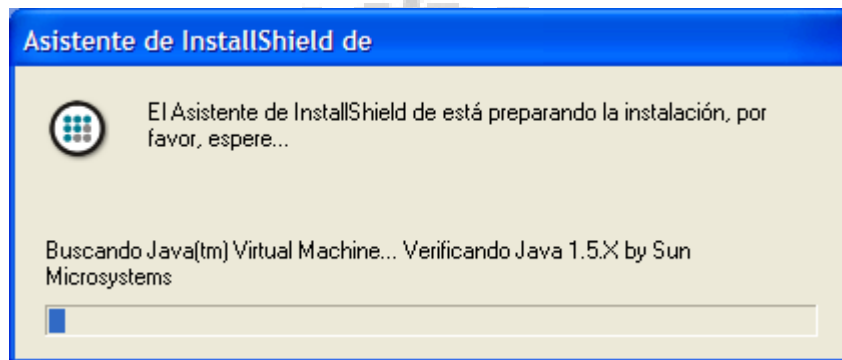 Asistente de InstallShield de
El Asistente de InstallShield de está preparando la instalación, por
favor, espere...
Buscando Java(tm) Virtual Machine... Verificando Java 1.5.X by Sun
Microsystems